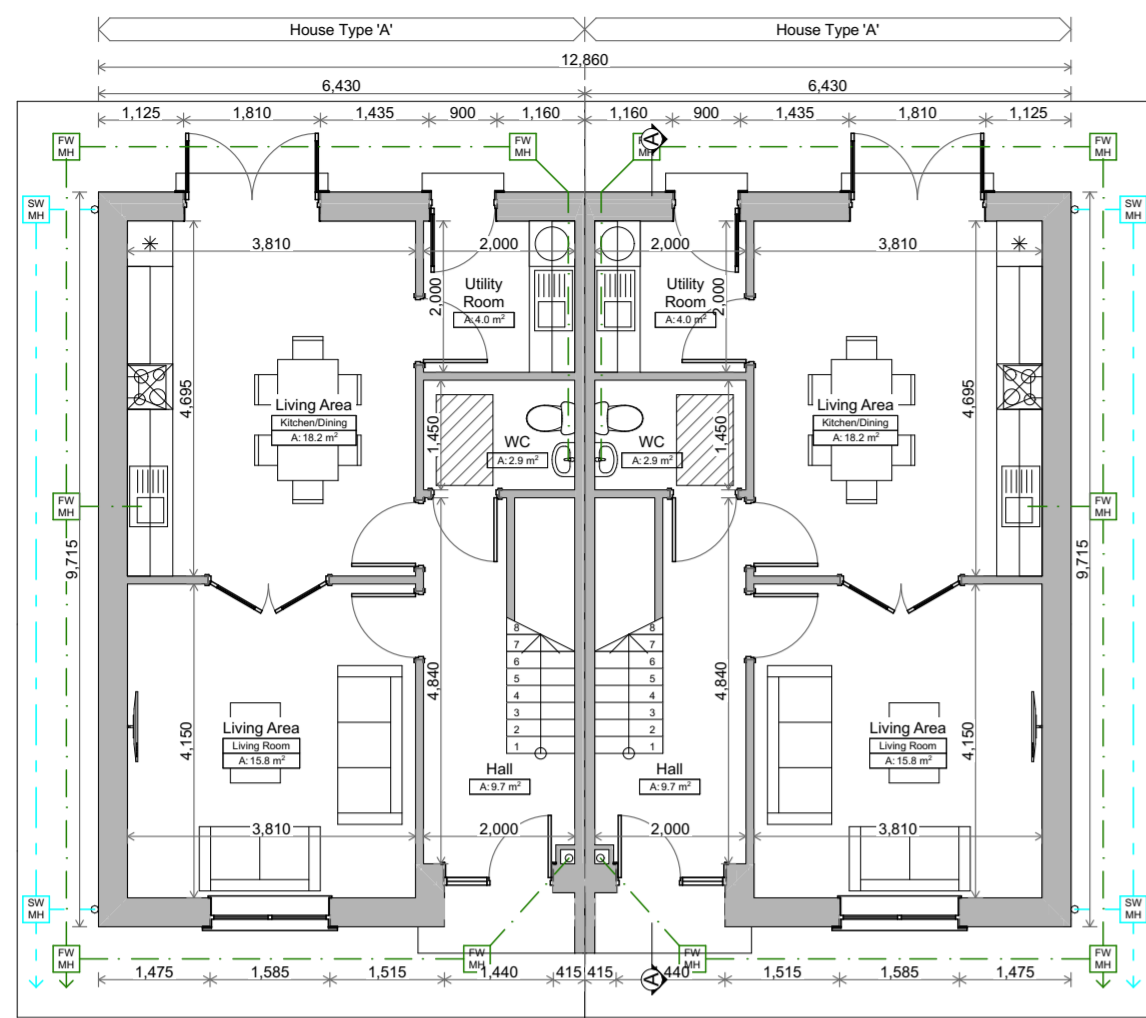 House Type 'A'
House Type 'A'
12,860
6,430
6,430
1,125
1,810
1,435
900
1,160
1,160
900
1,435
1,810
1,125
FW
MH
FW
MH
A
FW
MH
FW
MH
SW
MH
SW
MH
3,810
2,000
2,000
3,810
Utility
Room
A: 4.0 m²
2,000
Utility
Room
A: 4.0 m²
2,000
4,695
Living Area
Kitchen/Dining
A: 18.2 m²
1,450
WC
A: 2.9 m²
WC
A: 2.9 m²
1,450
Living Area
Kitchen/Dining
A: 18.2 m²
4,695
FW
MH
FW
MH
9,715
9,715
8
7
6
5
4
3
2
1
8
7
6
5
4
3
2
1
4,840
4,840
4,150
Living Area
Living Room
A: 15.8 m²
Living Area
Living Room
A: 15.8 m²
4,150
Hall
A: 9.7 m²
Hall
A: 9.7 m²
3,810
2,000
2,000
3,810
SW
MH
SW
MH
FW
MH
FW
MH
FW
MH
FW
MH
1,475
1,585
1,515
1,440
415
415
440
A
1,515
1,585
1,475